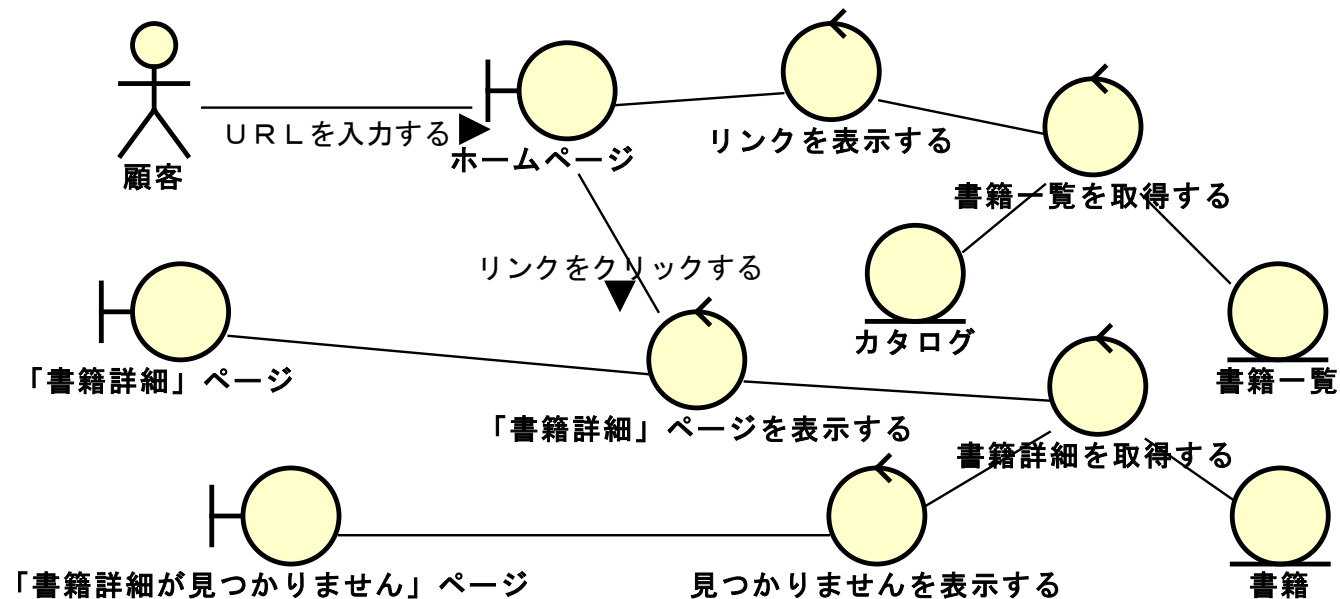 リンクを表示する
URLを入力する
ホームページ
顧客
書籍一覧を取得する
リンクをクリックする
カタログ
「書籍詳細」ページ
書籍一覧
「書籍詳細」ページを表示する
書籍詳細を取得する
「書籍詳細が見つかりません」ページ
見つかりませんを表示する
書籍